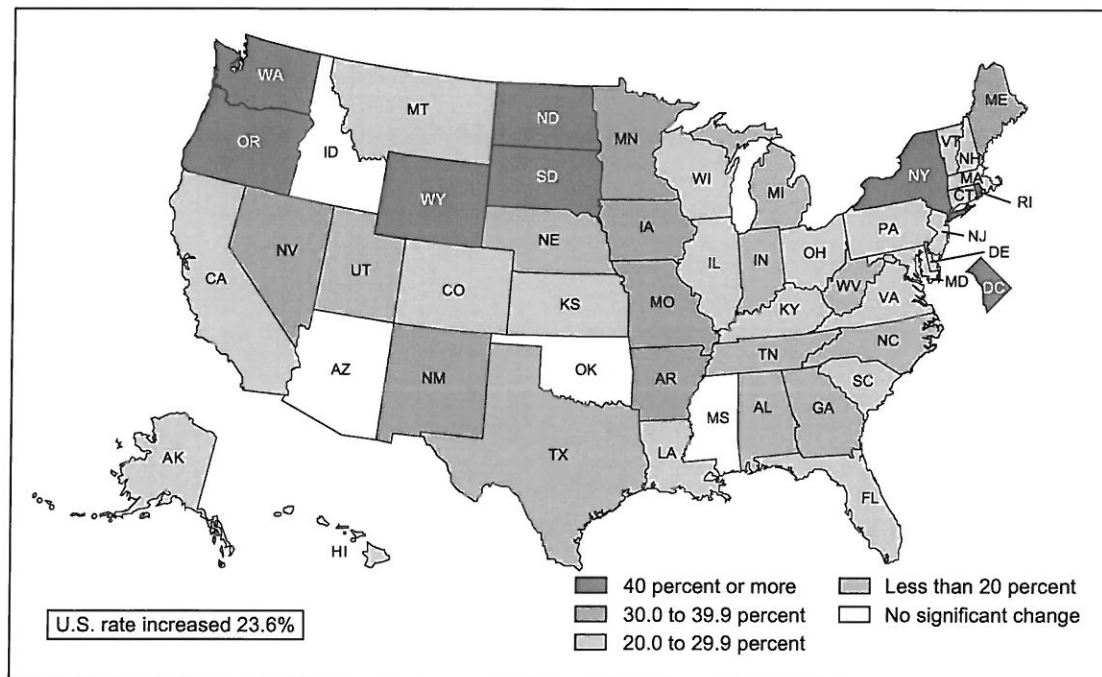 WA
MT
ND
MN
ME
OR
ID
SD
WI
MI
NY
VT
NH
MA
CT
RI
WY
IA
PA
NJ
NE
NV
UT
CO
IL
IN
OH
DE
MD
DC
CA
KS
MO
WV
VA
KY
AZ
NM
OK
AR
TN
NC
SC
MS
AL
GA
TX
LA
FL
AK
HI
40 percent or more
30.0 to 39.9 percent
20.0 to 29.9 percent
Less than 20 percent
No significant change
U.S. rate increased 23.6%